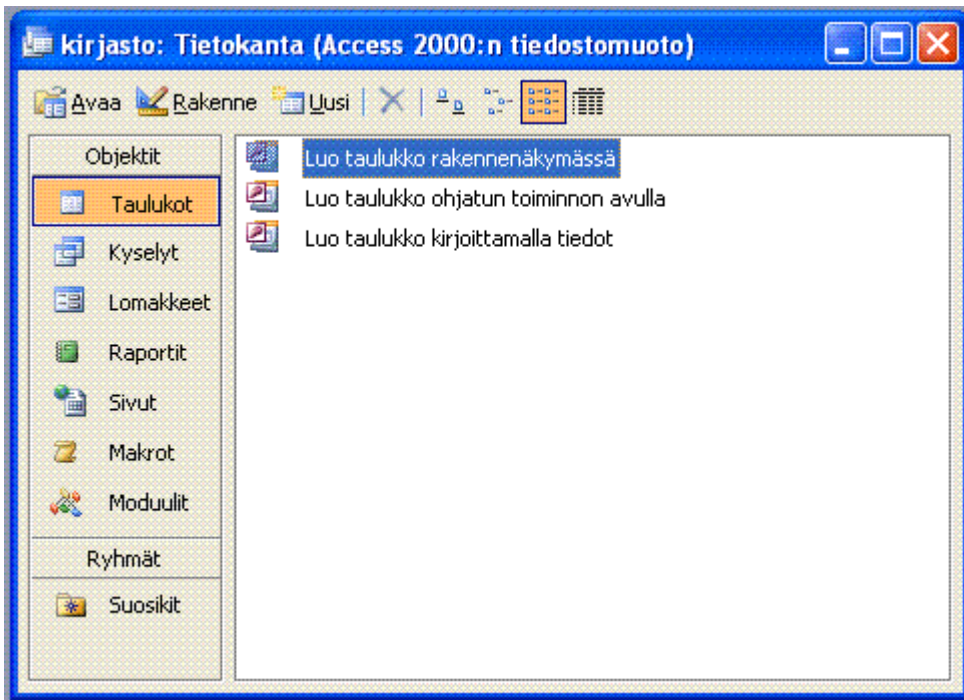 kirjasto: Tietokanta (Access 2000:n tiedostomuoto)
Avaa Rakenne Uusi
Objektit
Taulukot
Kyselyt
Lomakkeet
Raportit
Sivut
Makrot
Moduulit
Ryhmät
Suosikit
Luo taulukko rakennenäkymässä
Luo taulukko ohjatun toiminnon avulla
Luo taulukko kirjoittamalla tiedot